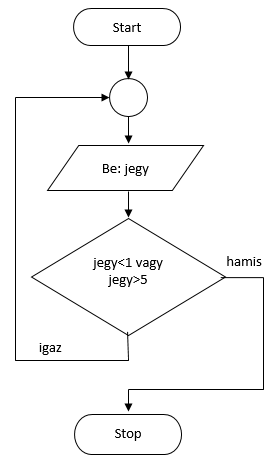 Start
Be: jegy
jegy<1 vagy
jegy>5
hamis
igaz
Stop